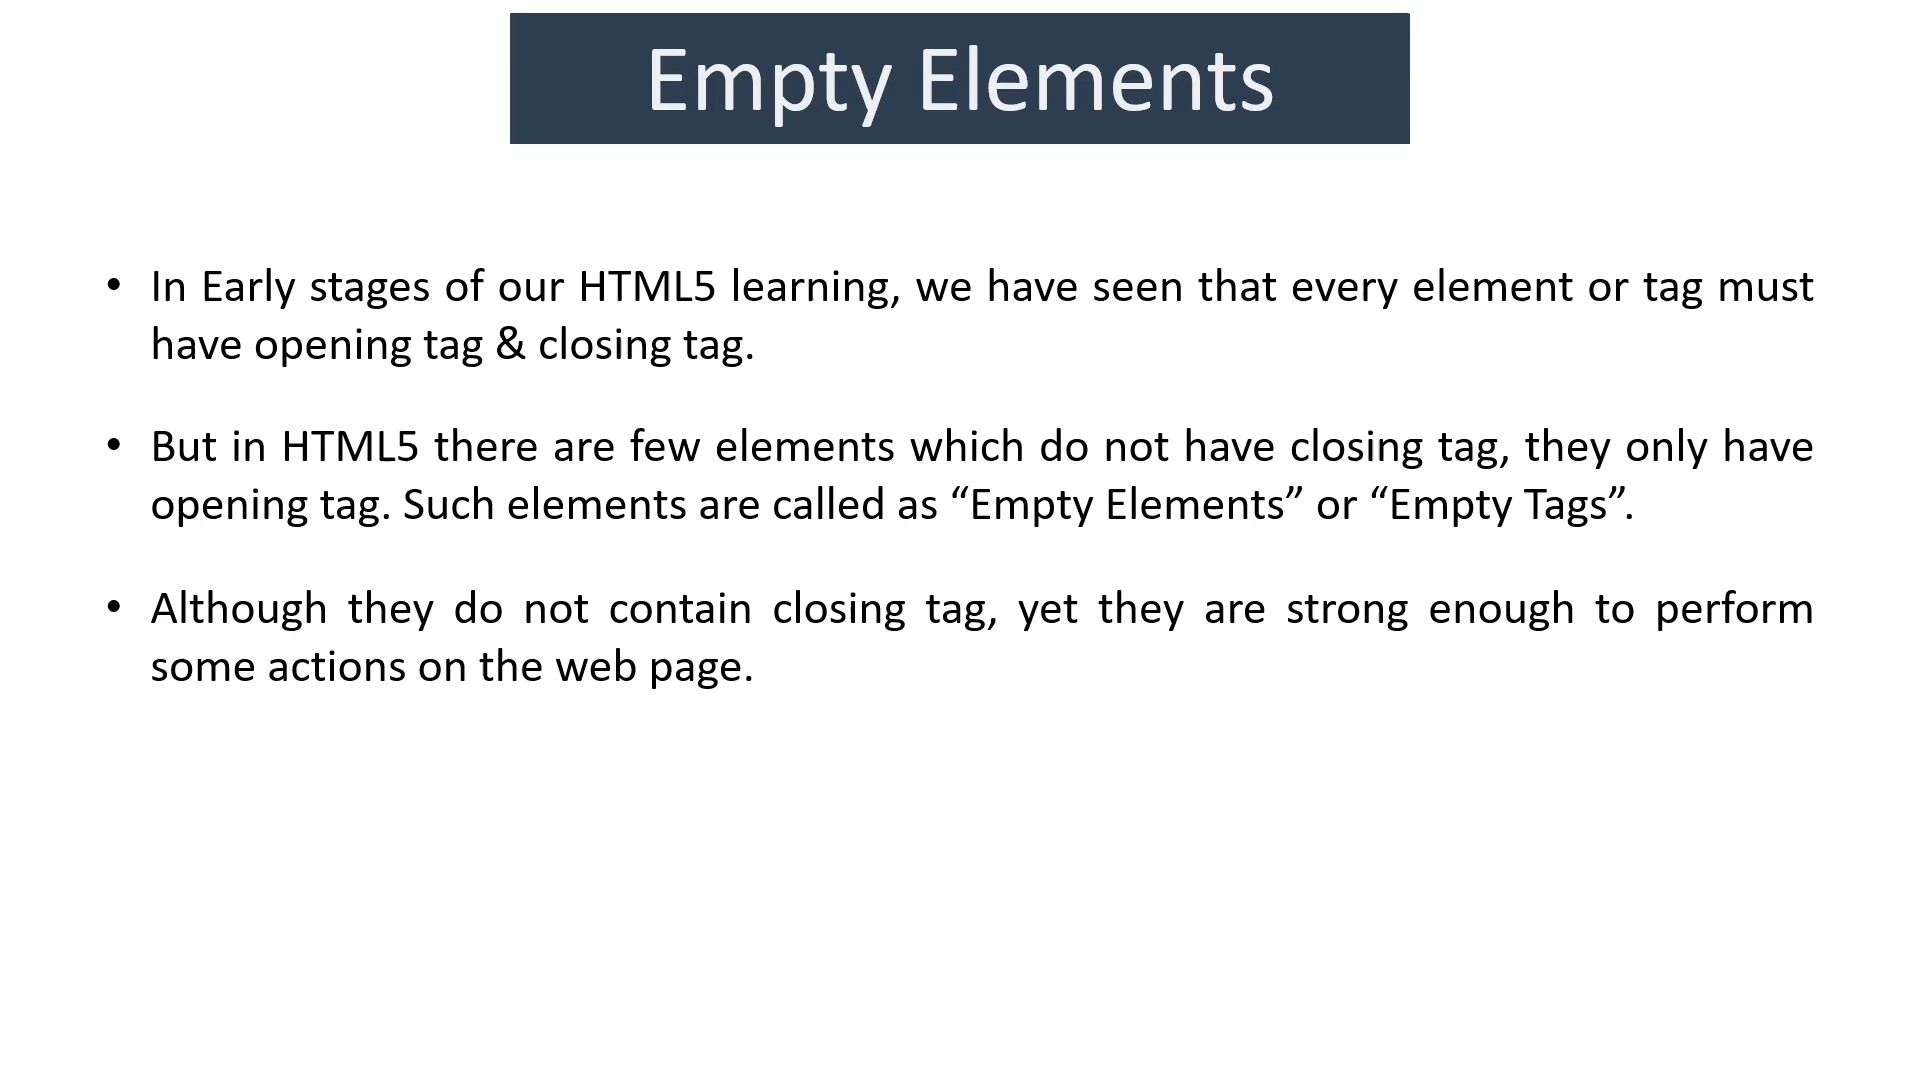 Empty Elements
• In Early stages of our HTML5 learning, we have seen that every element or tag must
have opening tag & closing tag.
• But in HTML5 there are few elements which do not have closing tag, they only have
opening tag. Such elements are called as “Empty Elements” or “Empty Tags”.
• Although they do not contain closing tag, yet they are strong enough to perform
some actions on the web page.